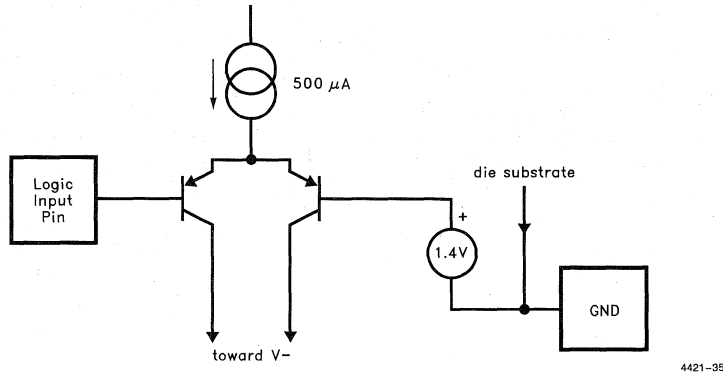 500 μA
Logic
Input
Pin
die substrate
+
1.4V
GND
toward V−
4421–35